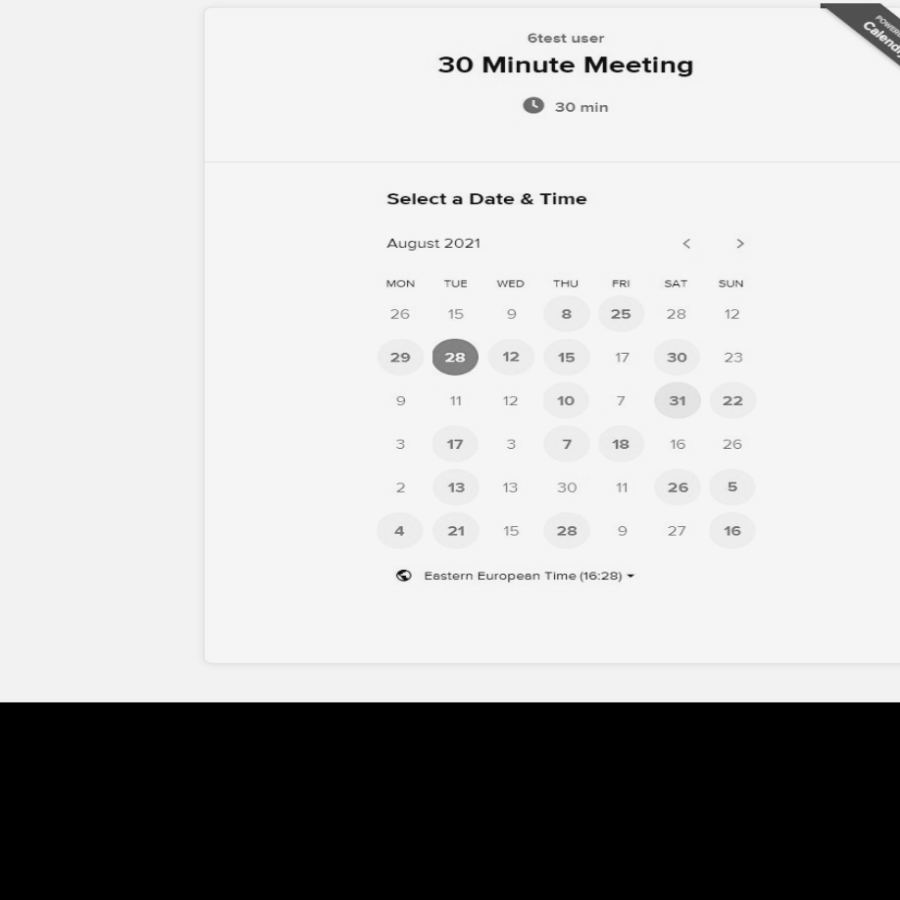 POWERED
Calendly
6test user
30 Minute Meeting
30 min
Select a Date & Time
August 2021
MON TUE WED THU FRI SAT SUN
26 15 9 8 25 28 12
29 28 12 15 17 30 23
9 11 12 10 7 31 22
3 17 3 7 18 16 26
2 13 13 30 11 26 5
4 21 15 28 9 27 16
Eastern European Time (16:28)